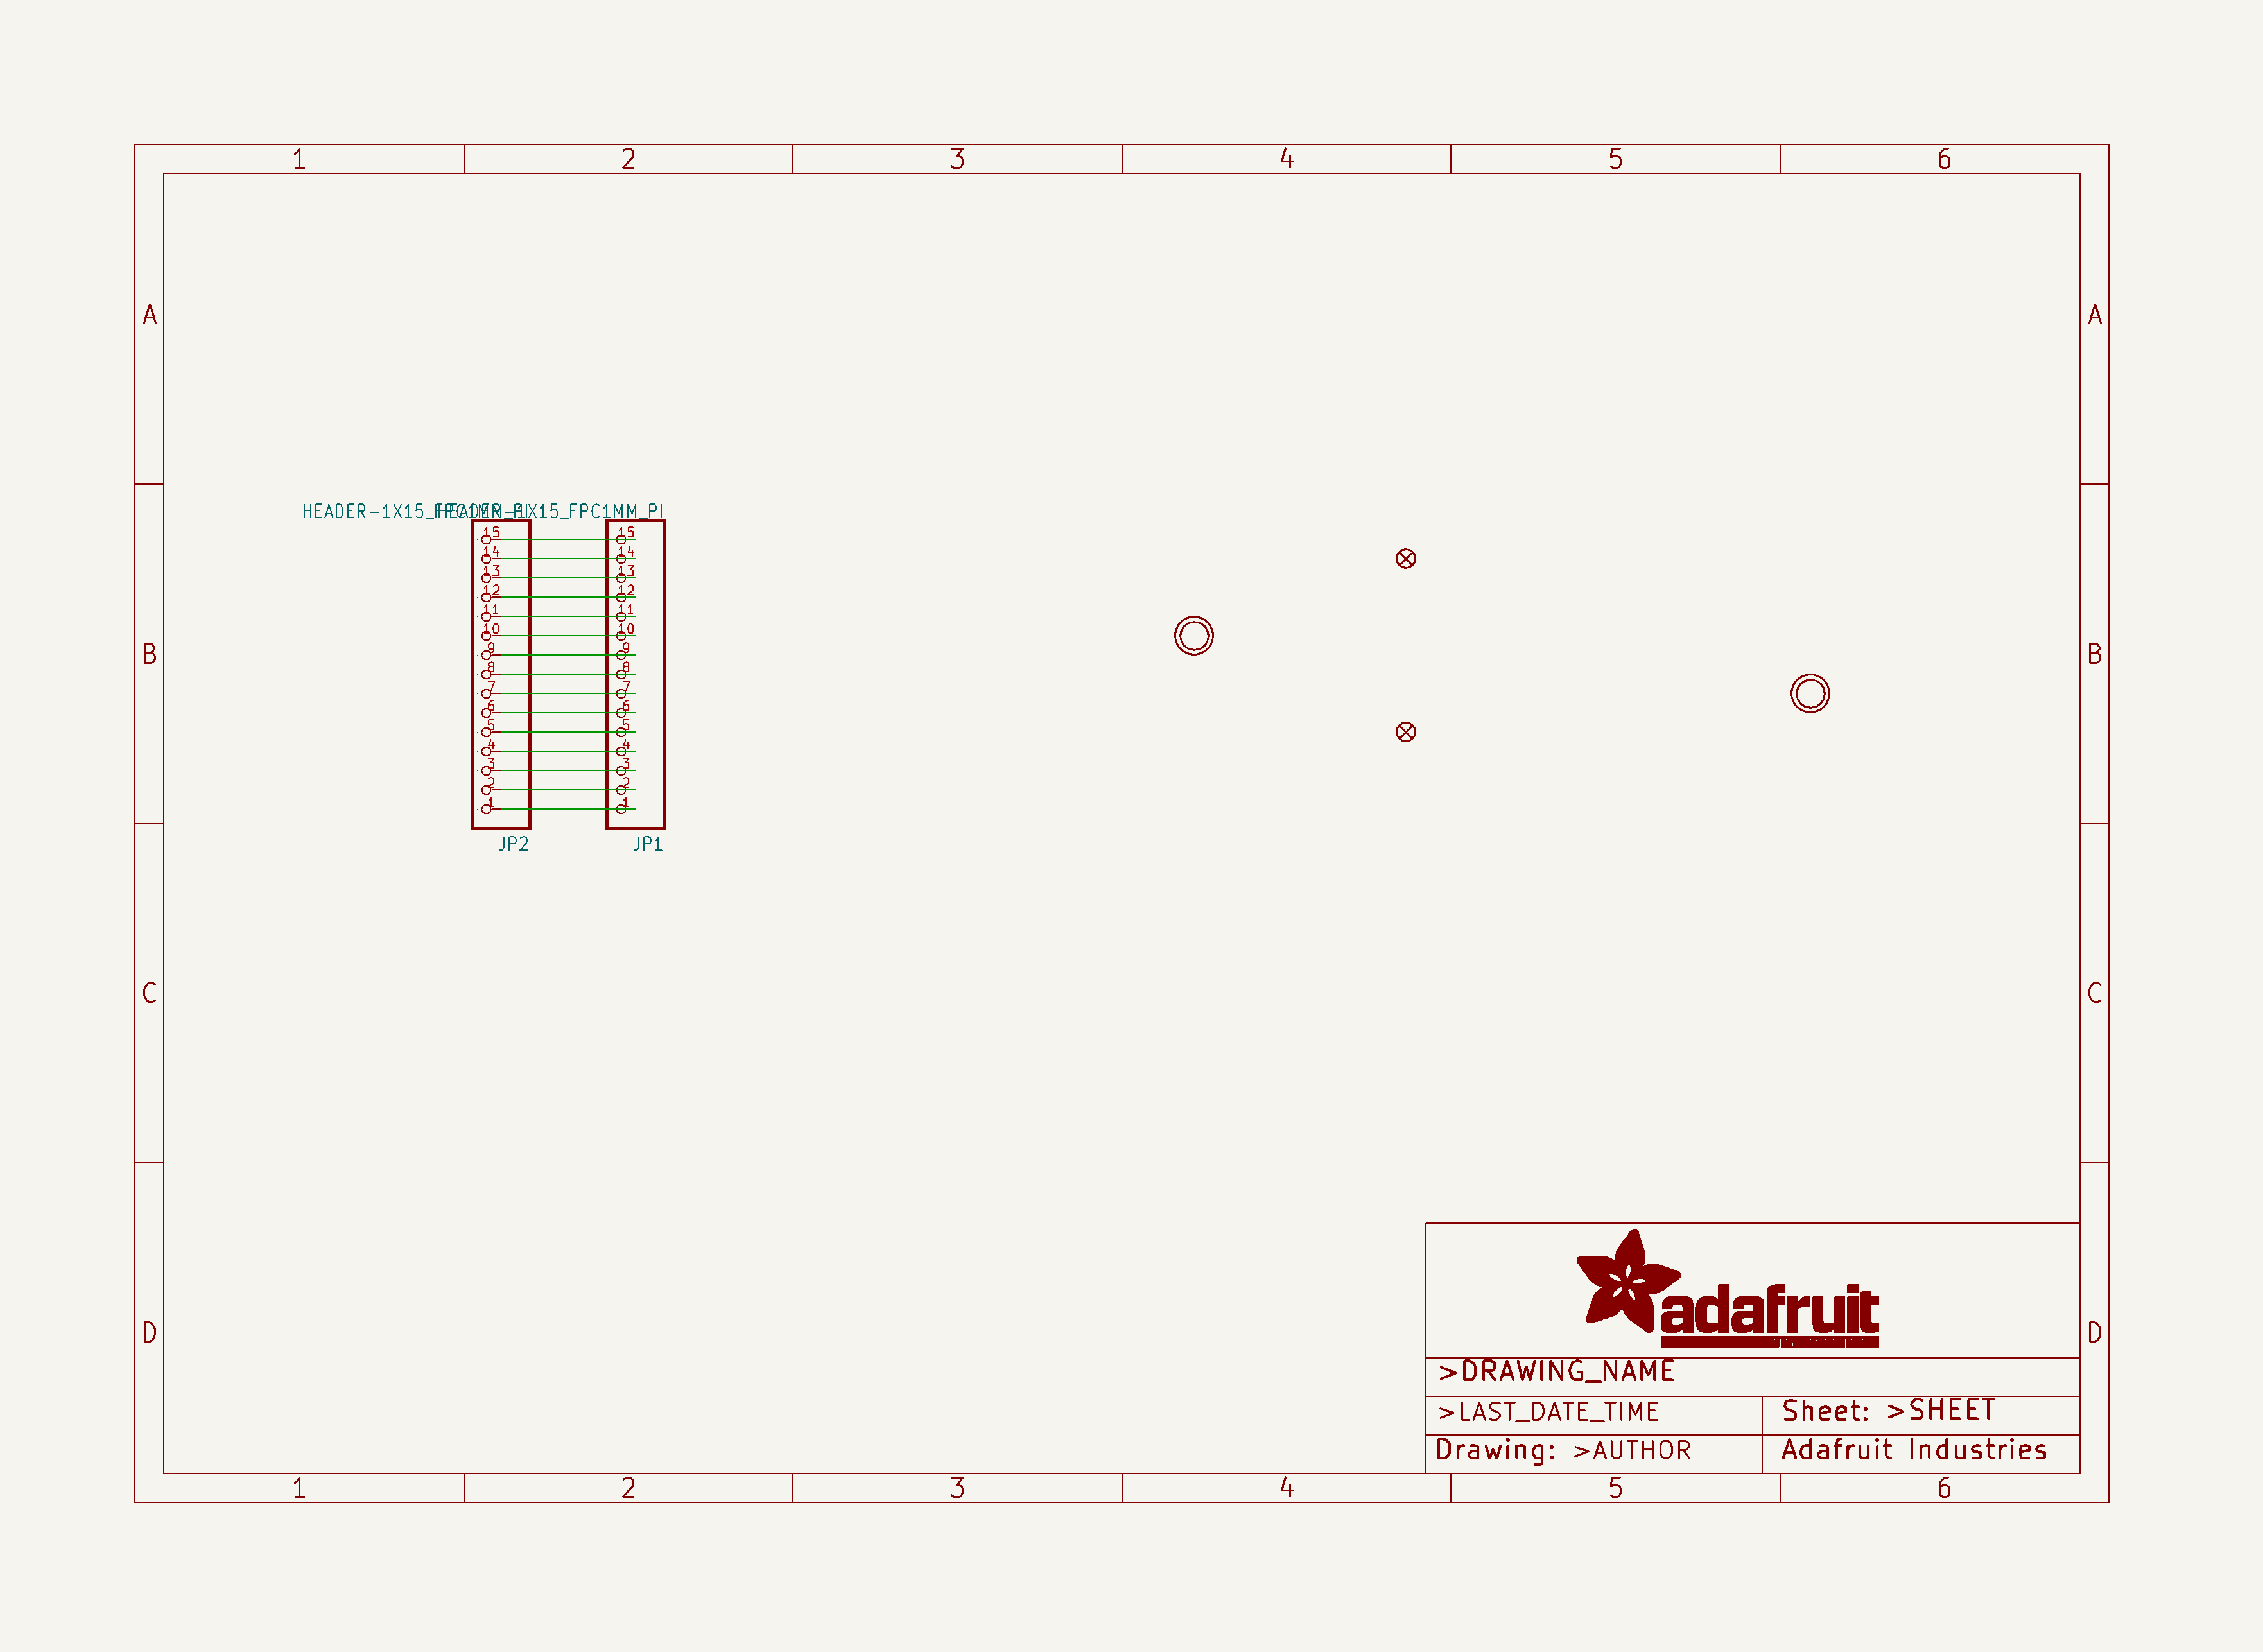 1 2 3 4 5 6
A A
HEADER-1X15_FPC1MM_PI HEADER-1X15_FPC1MM_PI
15 15
14 14
13 13
12 12
11 11
10 10
9 9
8 8
B B
7 7
6 6
5 5
4 4
3 3
2 2
1 1
JP2 JP1
C C
adafruit
D D
>DRAWING_NAME
>LAST_DATE_TIME Sheet: >SHEET
Drawing: >AUTHOR Adafruit Industries
1 2 3 4 5 6